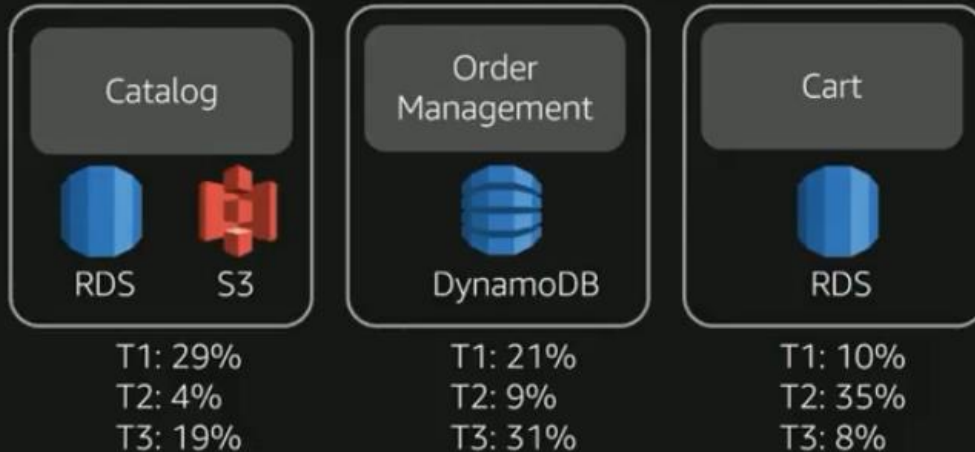 Catalog
RDS
S3
T1: 29%
T2: 4%
T3: 19%
Order
Management
DynamoDB
T1: 21%
T2: 9%
T3: 31%
Cart
RDS
T1: 10%
T2: 35%
T3: 8%